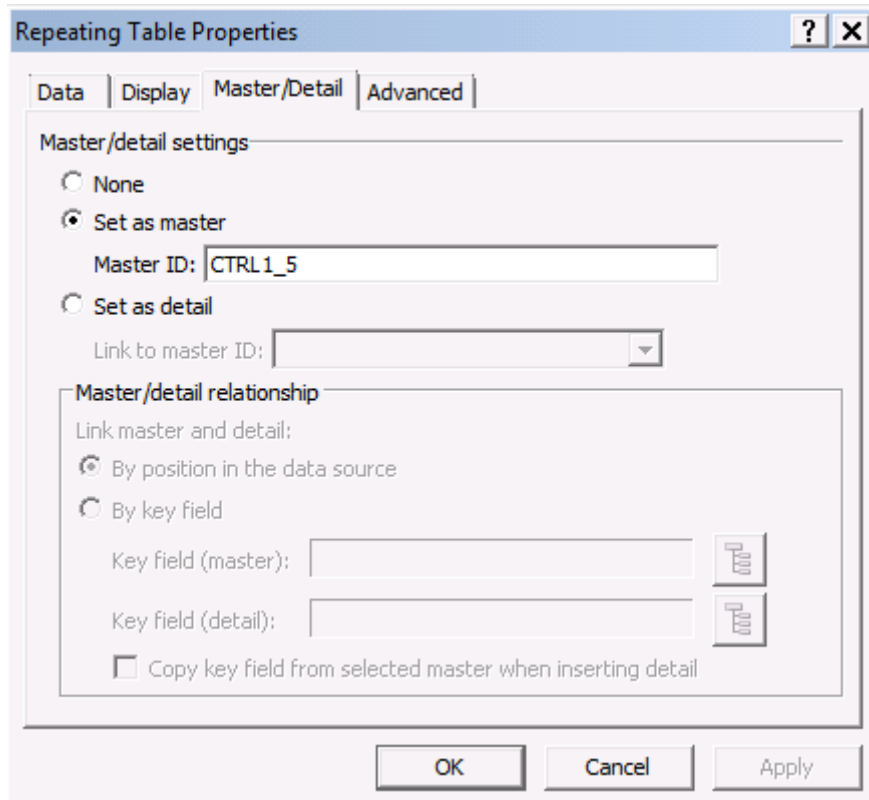 Repeating Table Properties ?
Data Display Master/Detail Advanced
Master/detail settings
None
Set as master
Master ID: CTRL1_5
Set as detail
Link to master ID:
Master/detail relationship
Link master and detail:
By position in the data source
By key field
Key field (master):
Key field (detail):
Copy key field from selected master when inserting detail
OK Cancel Apply